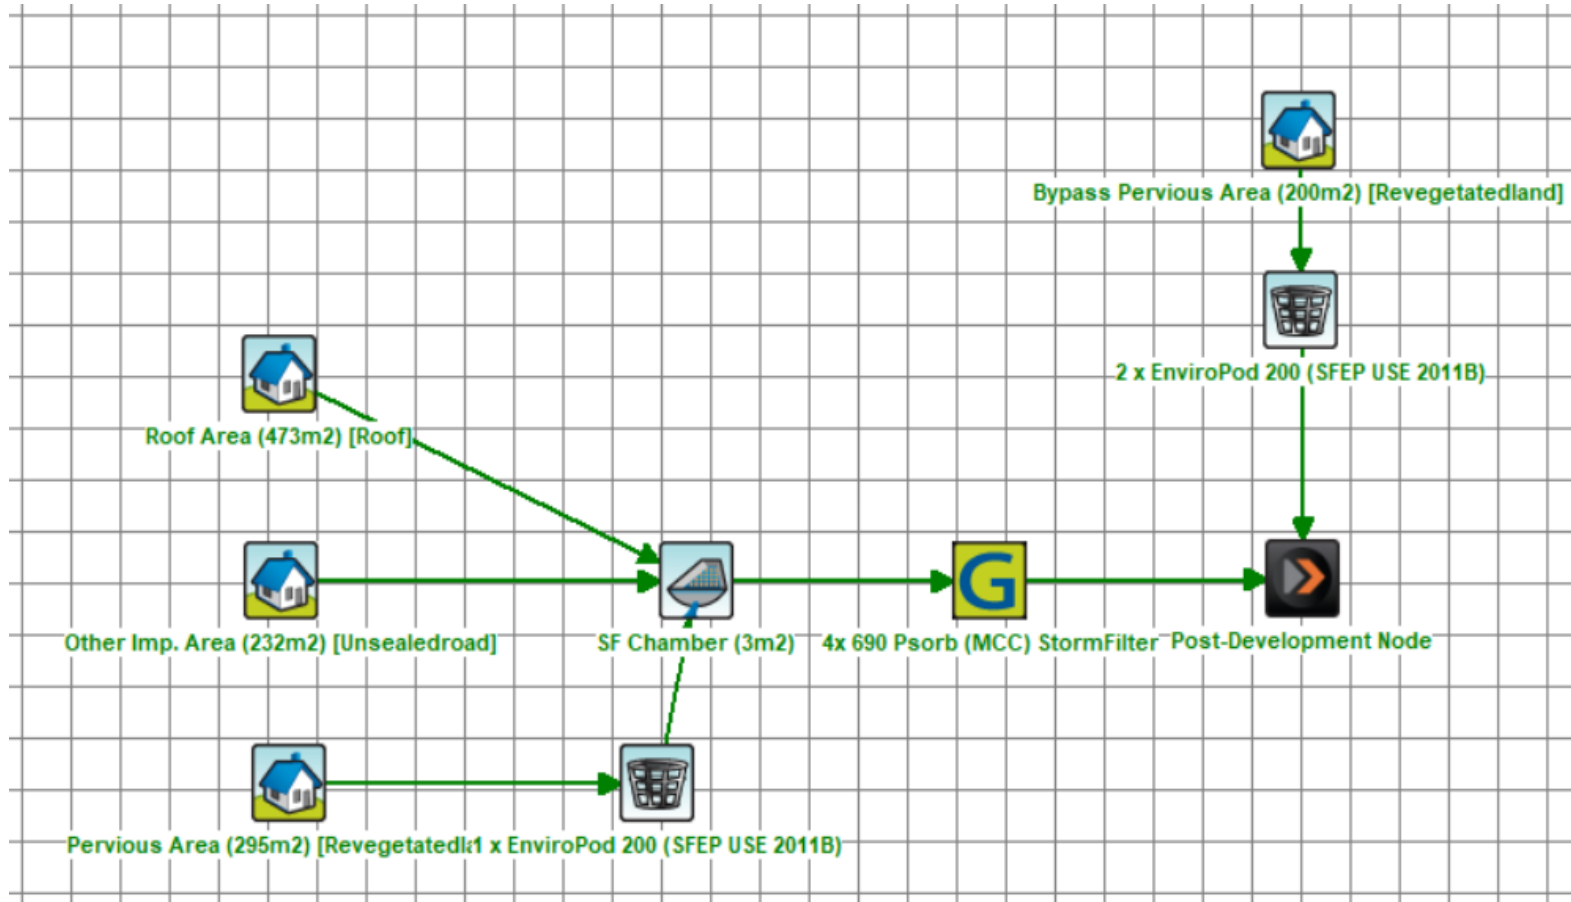 Bypass Pervious Area (200m2) [Revegetatedland]
2 x EnviroPod 200 (SFEP USE 2011B)
Roof Area (473m2) [Roof]
Other Imp. Area (232m2) [Unsealedroad]
SF Chamber (3m2)
G
4x 690 Psorb (MCC) StormFilter
Post-Development Node
Pervious Area (295m2)
1 x EnviroPod 200 (SFEP USE 2011B)